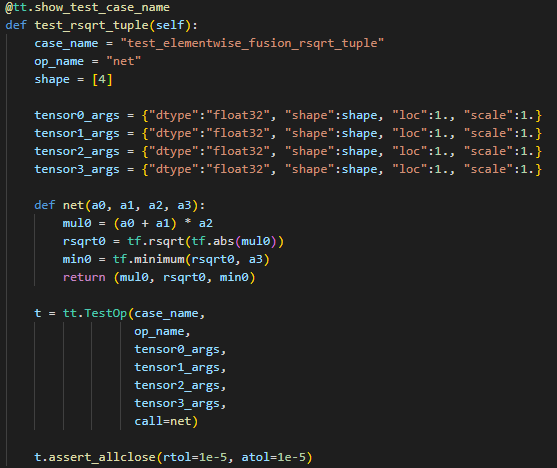 @tt.show_test_case_name
def test_rsqrt_tuple(self):
    case_name = "test_elementwise_fusion_rsqrt_tuple"
    op_name = "net"
    shape = [4]

    tensor0_args = {"dtype":"float32", "shape":shape, "loc":1., "scale":1.}
    tensor1_args = {"dtype":"float32", "shape":shape, "loc":1., "scale":1.}
    tensor2_args = {"dtype":"float32", "shape":shape, "loc":1., "scale":1.}
    tensor3_args = {"dtype":"float32", "shape":shape, "loc":1., "scale":1.}

    def net(a0, a1, a2, a3):
        mul0 = (a0 + a1) * a2
        rsqrt0 = tf.rsqrt(tf.abs(mul0))
        min0 = tf.minimum(rsqrt0, a3)
        return (mul0, rsqrt0, min0)

    t = tt.TestOp(case_name,
                  op_name,
                  tensor0_args,
                  tensor1_args,
                  tensor2_args,
                  tensor3_args,
                  call=net)

    t.assert_allclose(rtol=1e-5, atol=1e-5)